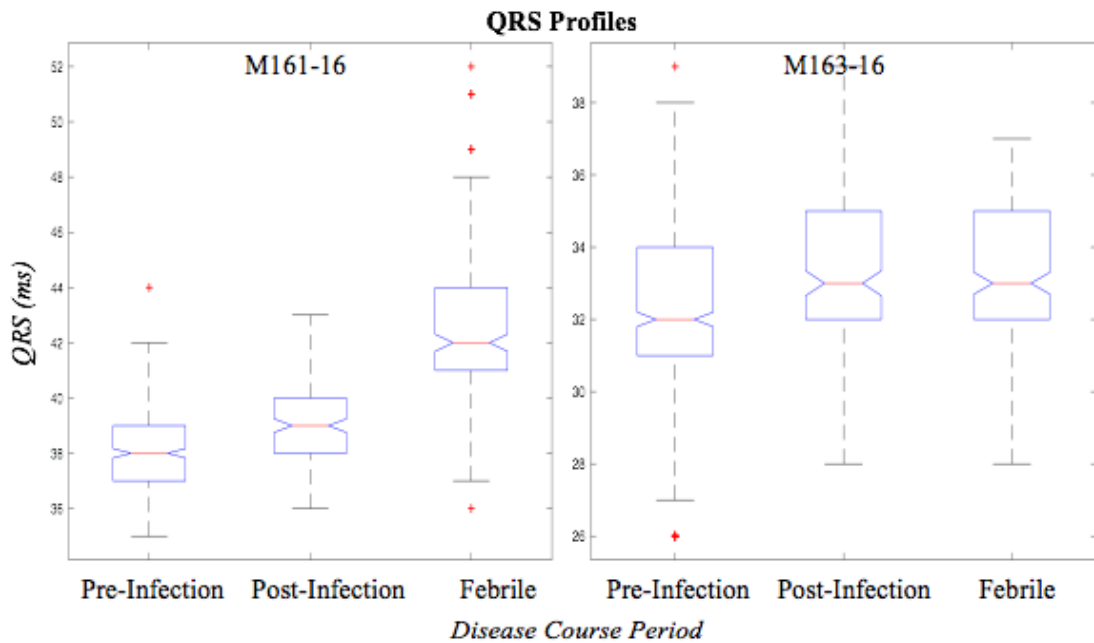 QRS Profiles
M161-16
M163-16
QRS (ms)
52
50
48
46
44
42
40
38
36
38
36
34
32
30
28
26
Pre-Infection Post-Infection Febrile
Pre-Infection Post-Infection Febrile
Disease Course Period